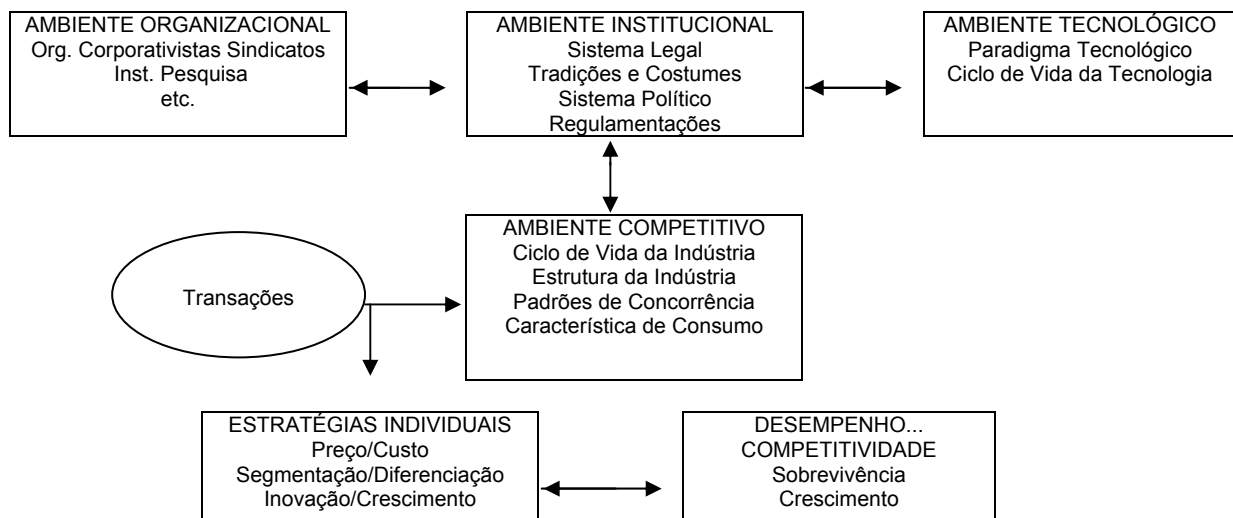 AMBIENTE ORGANIZACIONAL
Org. Corporativistas Sindicatos
Inst. Pesquisa
etc.
AMBIENTE INSTITUCIONAL
Sistema Legal
Tradições e Costumes
Sistema Político
Regulamentações
AMBIENTE TECNOLÓGICO
Paradigma Tecnológico
Ciclo de Vida da Tecnologia
Transações
AMBIENTE COMPETITIVO
Ciclo de Vida da Indústria
Estrutura da Indústria
Padrões de Concorrência
Característica de Consumo
ESTRATÉGIAS INDIVIDUAIS
Preço/Custo
Segmentação/Diferenciação
Inovação/Crescimento
DESEMPENHO...
COMPETITIVIDADE
Sobrevivência
Crescimento